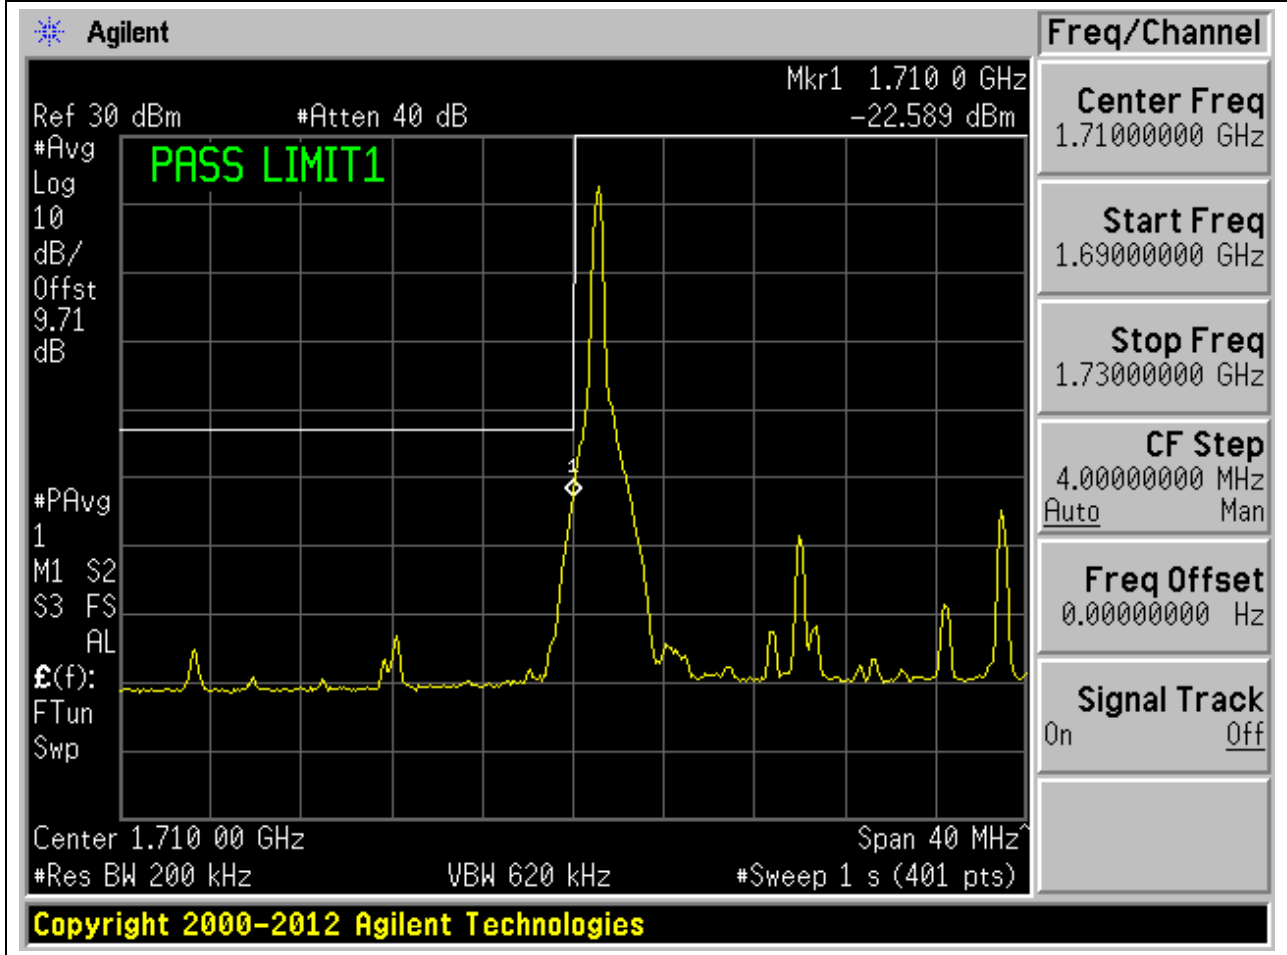 Agilent
Freq/Channel
Mkr1 1.710 0 GHz
Ref 30 dBm #Atten 40 dB -22.589 dBm
#Avg
Log
10
dB/
Offst
9.71
dB
PASS LIMIT1
1
#PAvg
1
M1 S2
S3 FS
AL
£(f):
FTun
Swp
Center 1.710 00 GHz Span 40 MHz^
#Res BW 200 kHz VBW 620 kHz #Sweep 1 s (401 pts)
Center Freq
1.71000000 GHz
Start Freq
1.69000000 GHz
Stop Freq
1.73000000 GHz
CF Step
4.00000000 MHz
Auto Man
Freq Offset
0.00000000 Hz
Signal Track
On Off
Copyright 2000-2012 Agilent Technologies